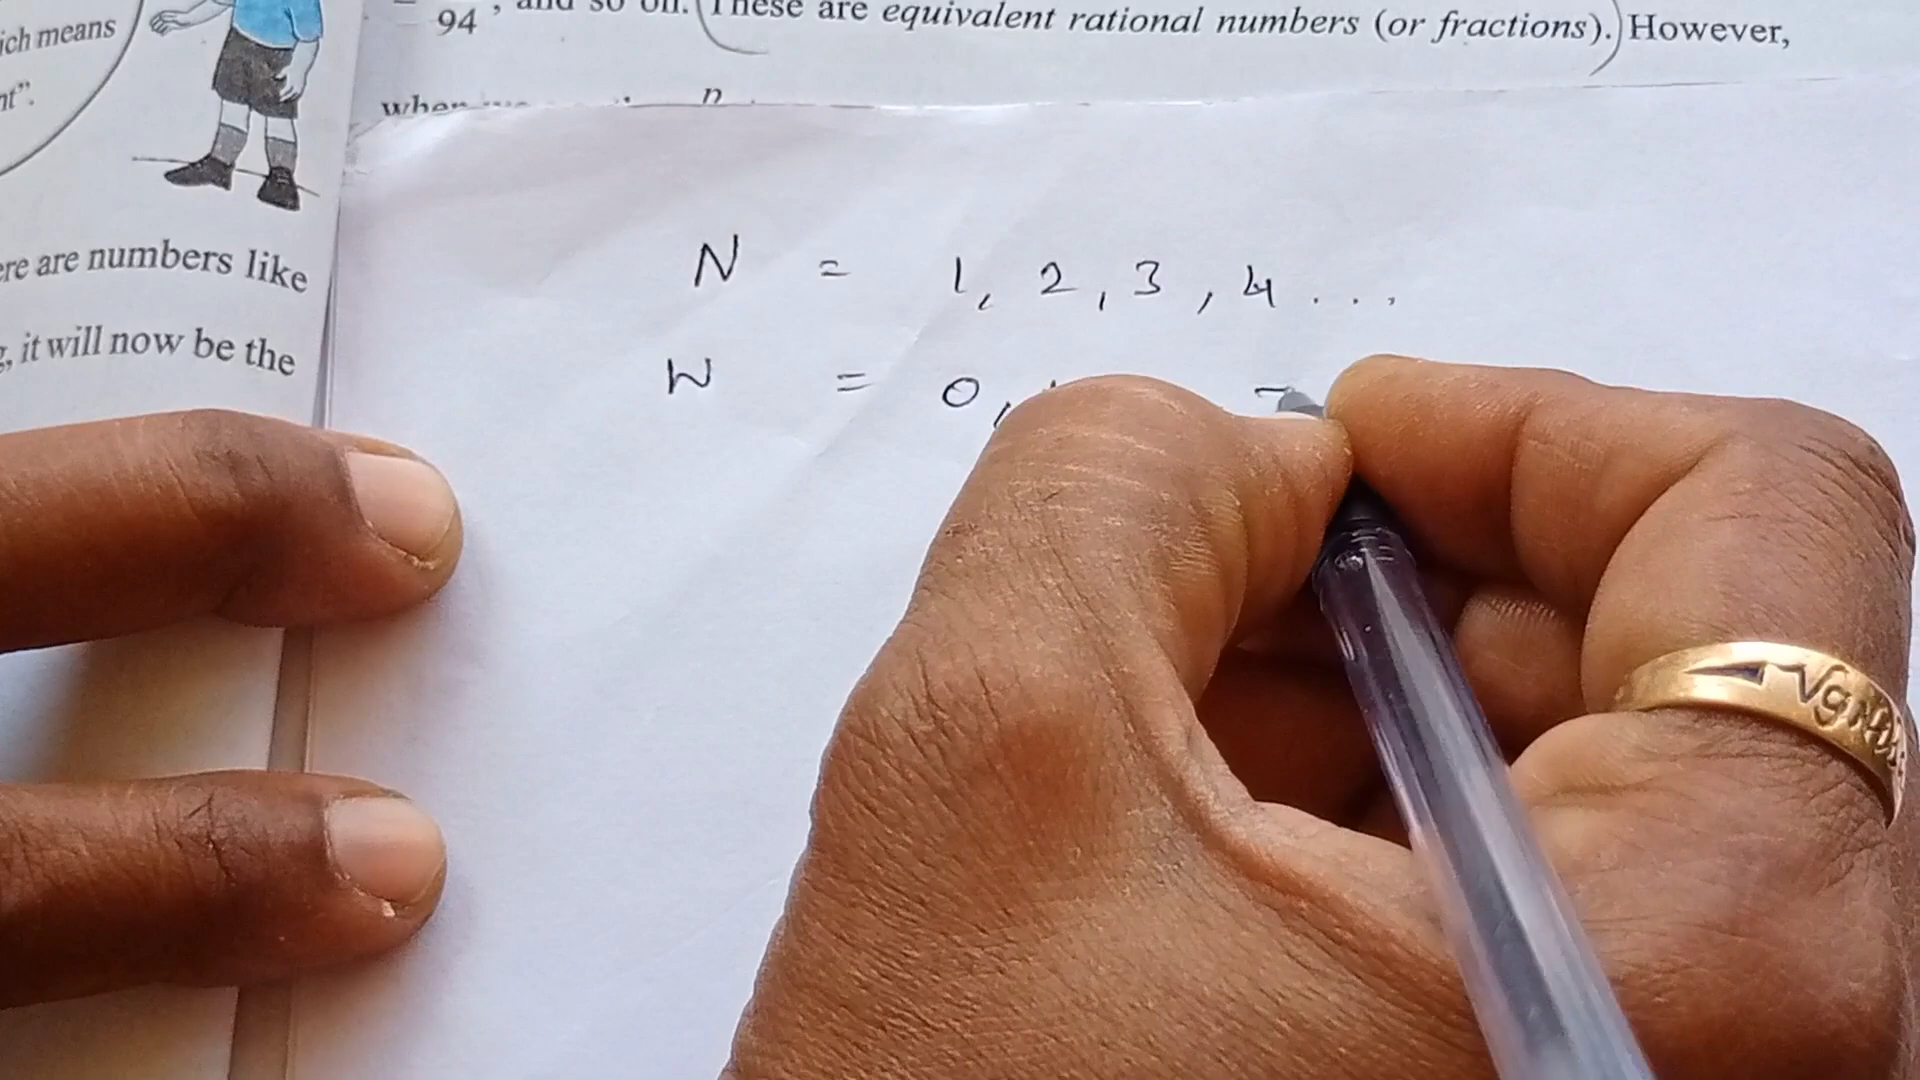 ich means
nt".
ere are numbers like
g, it will now be the
94, and so on. (These are equivalent rational numbers (or fractions).) However,
when p
N = 1, 2, 3, 4 ...
W = 0,